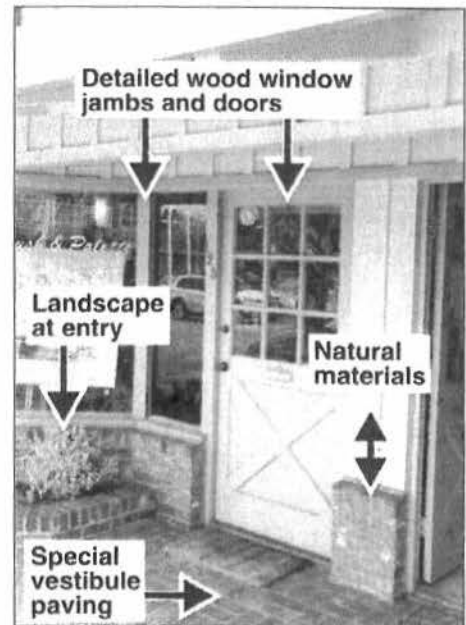 Detailed wood window
jambs and doors
Landscape
at entry
Natural
materials
Special
vestibule
paving